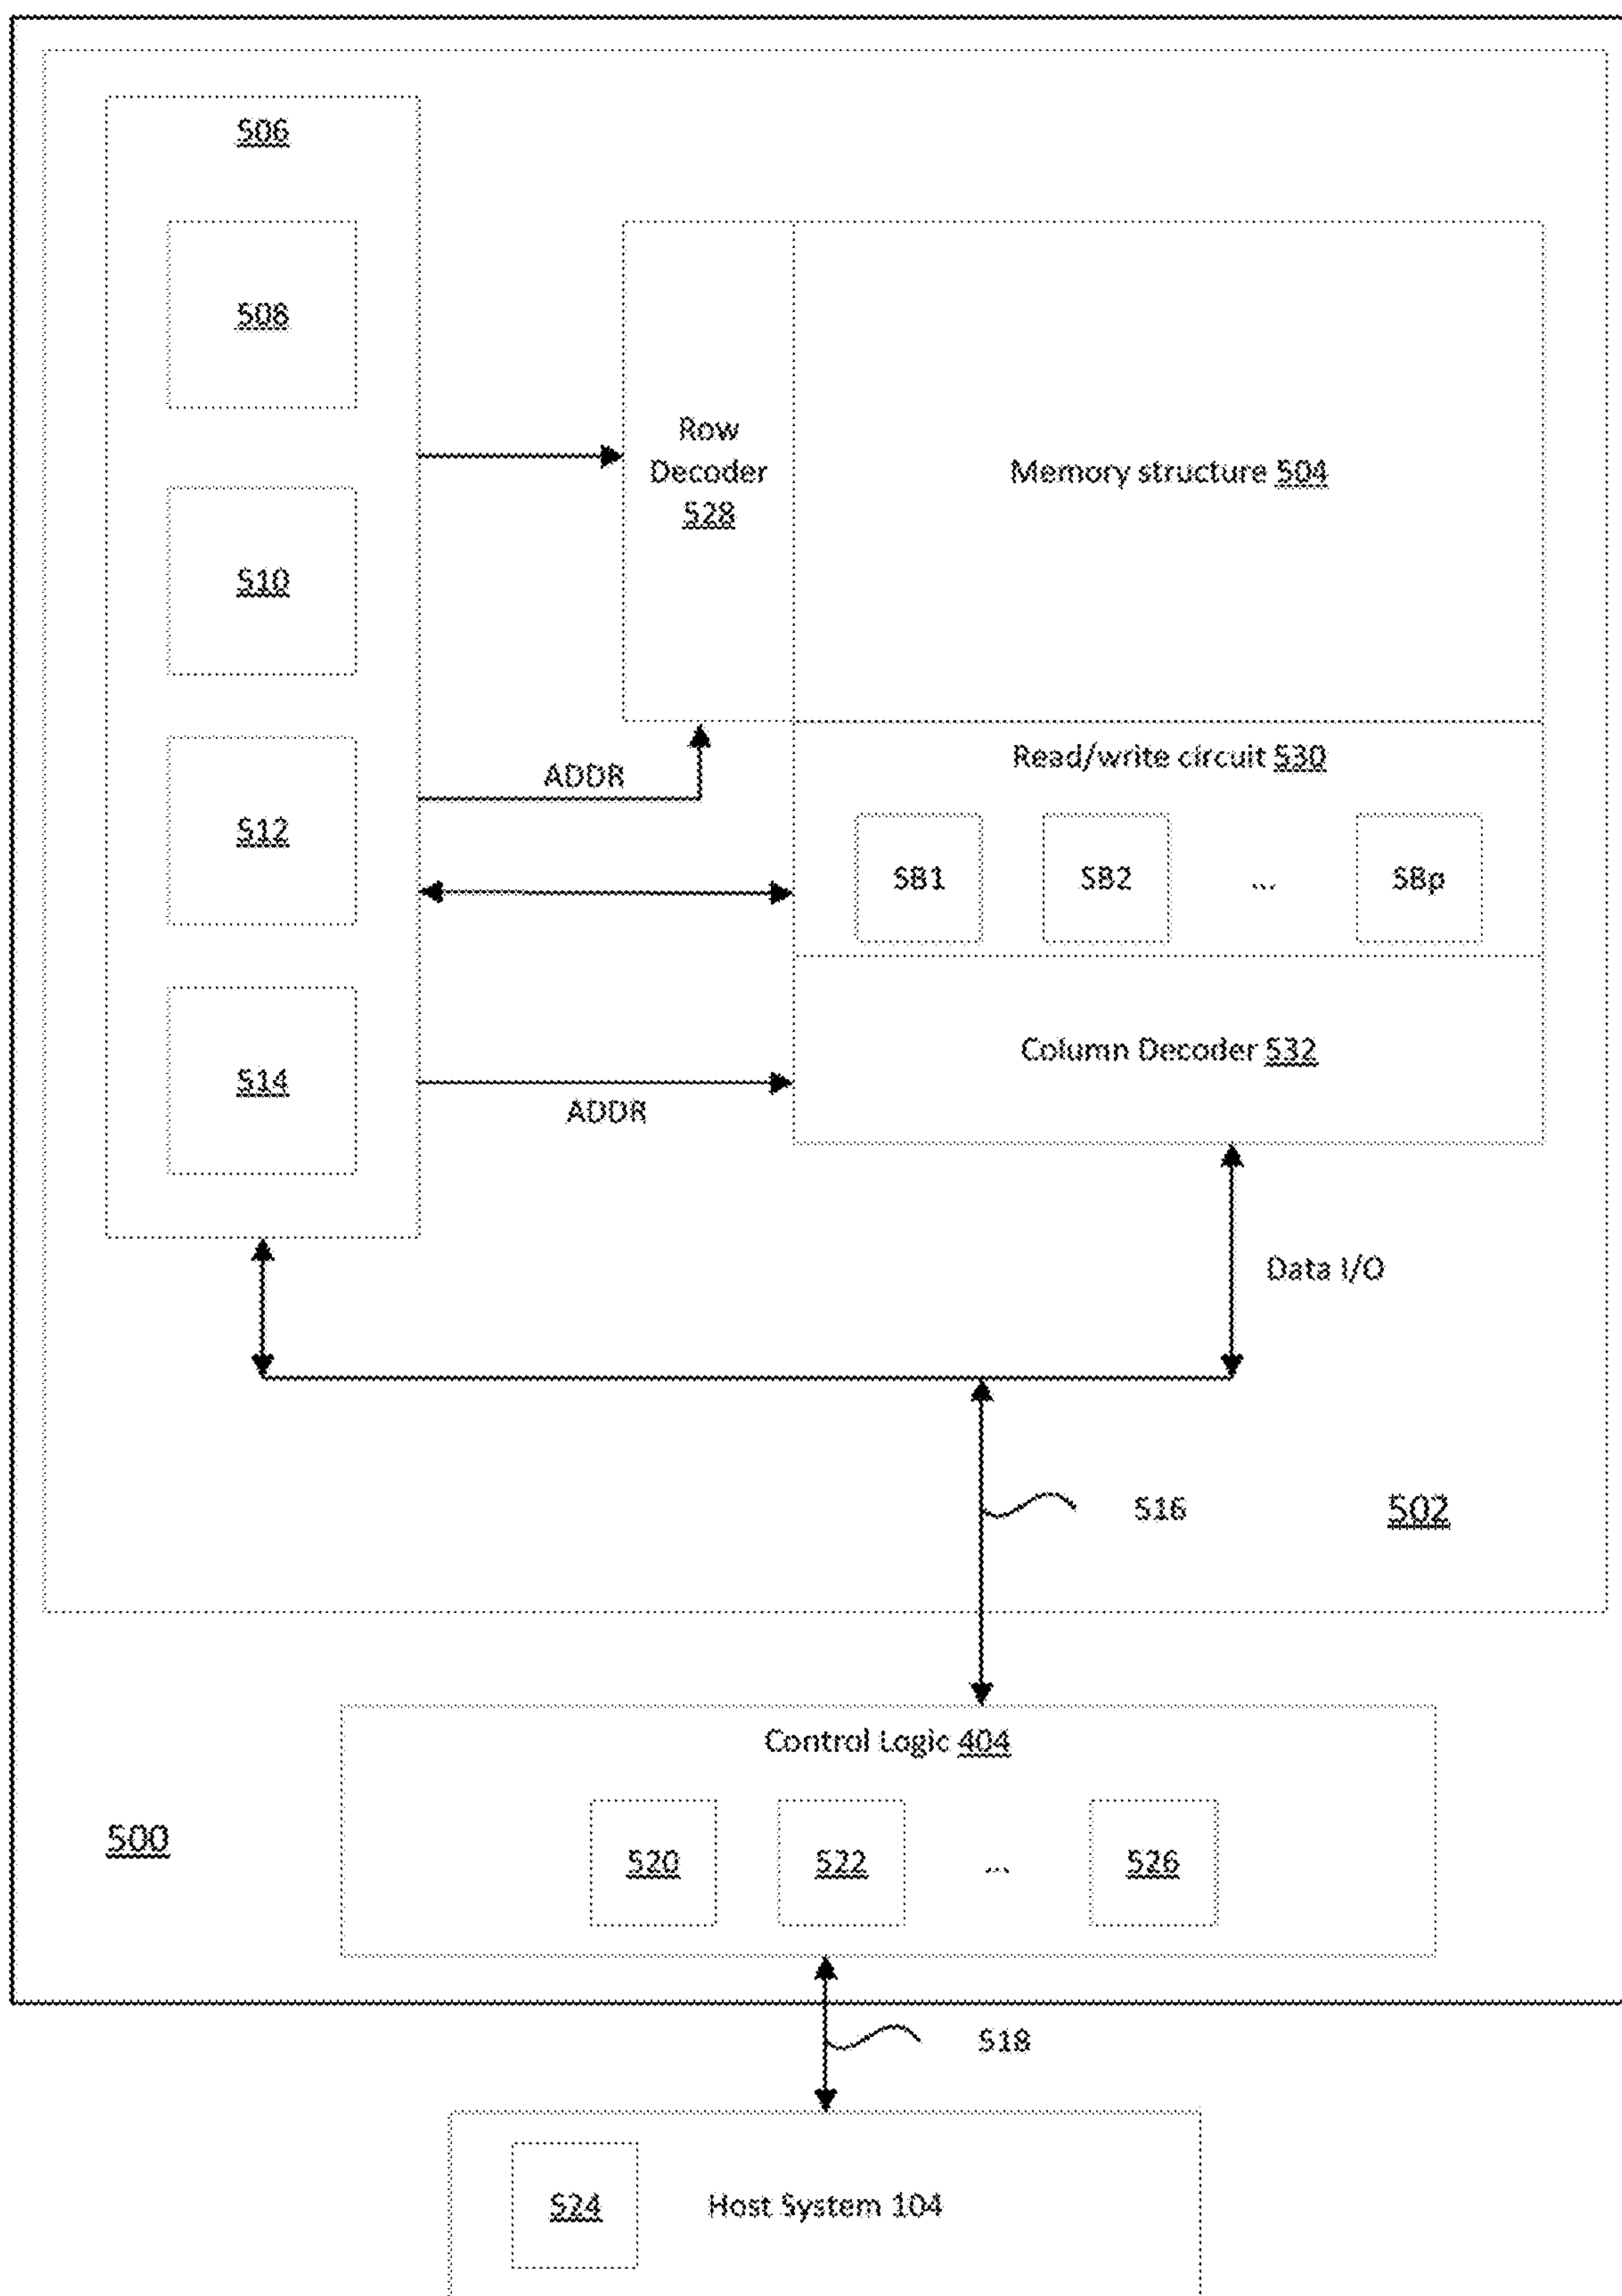 506
508
510
512
514
Row
Decoder
528
Memory structure 504
ADDR
Read/write circuit 530
SB1 SB2 ... SBp
Column Decoder 532
ADDR
Data I/O
516
502
Control Logic 404
500
520 522 ... 526
518
524 Host System 104